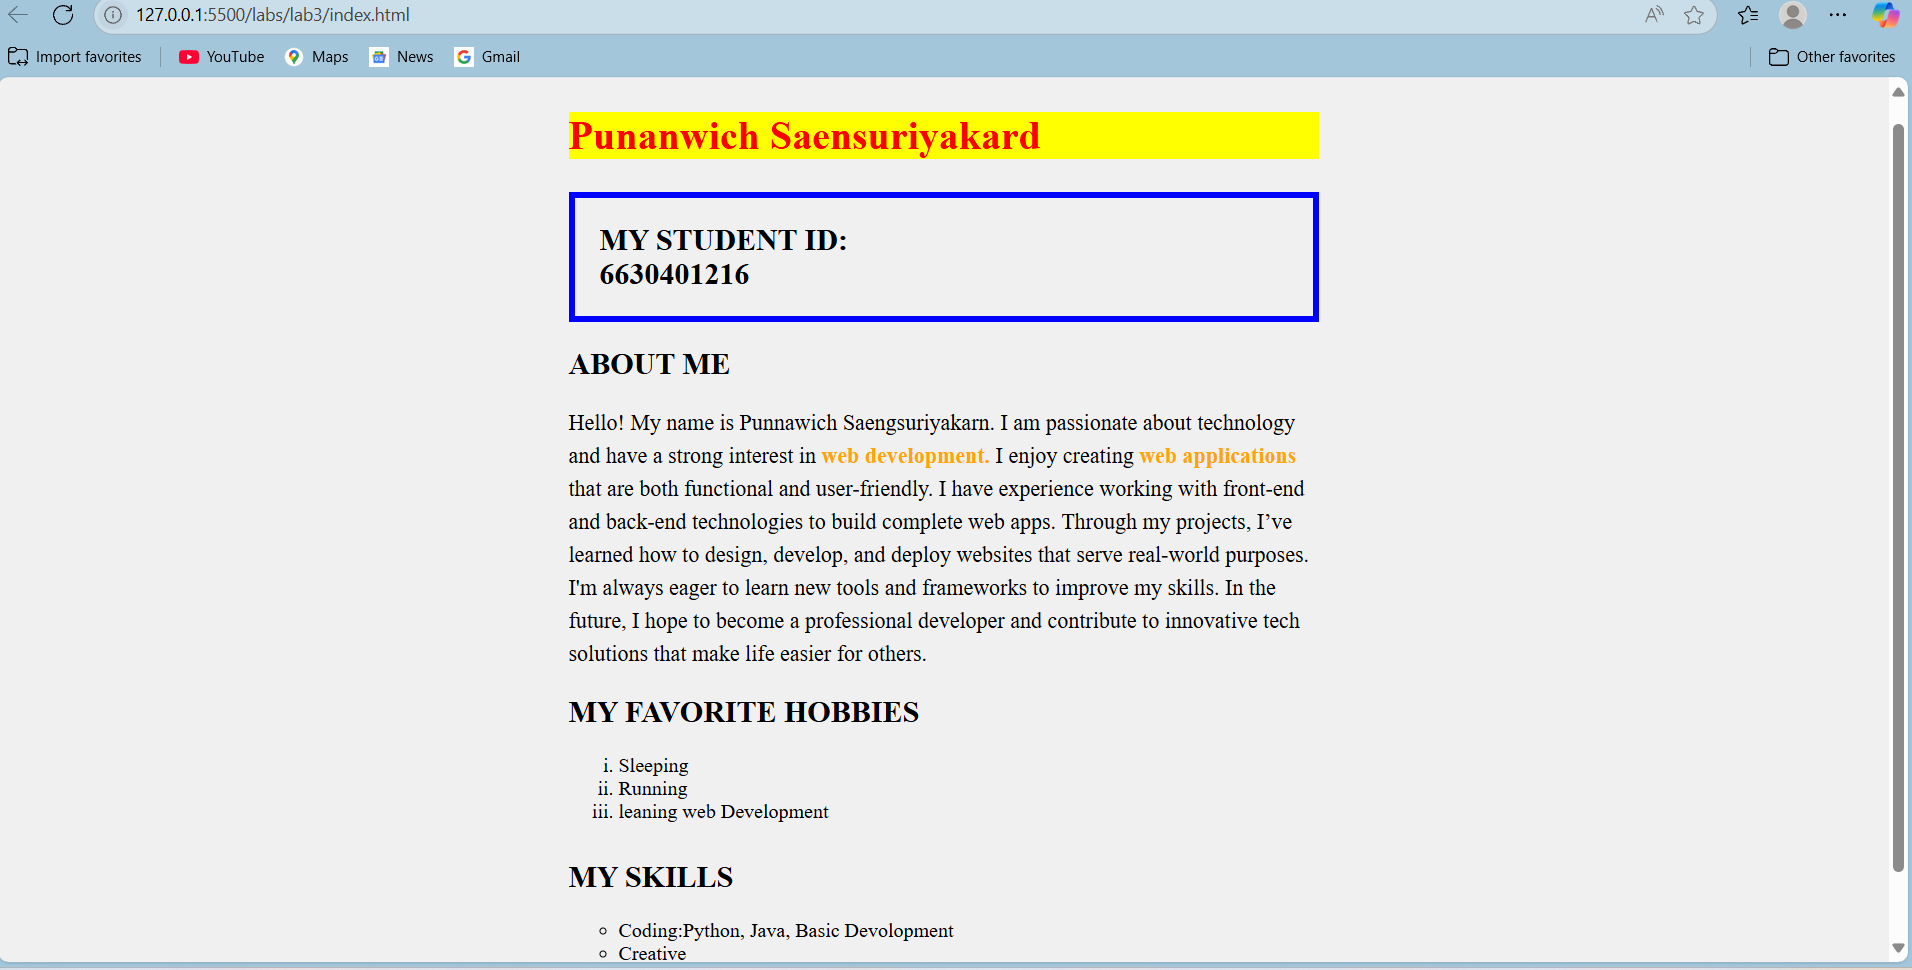 127.0.0.1:5500/labs/lab3/index.html
Import favorites
YouTube
Maps
News
Gmail
Other favorites
Punanwich Saensuriyakard
MY STUDENT ID:
6630401216
ABOUT ME
Hello! My name is Punnawich Saengsuriyakarn. I am passionate about technology
and have a strong interest in web development. I enjoy creating web applications
that are both functional and user-friendly. I have experience working with front-end
and back-end technologies to build complete web apps. Through my projects, I’ve
learned how to design, develop, and deploy websites that serve real-world purposes.
I'm always eager to learn new tools and frameworks to improve my skills. In the
future, I hope to become a professional developer and contribute to innovative tech
solutions that make life easier for others.
MY FAVORITE HOBBIES
i. Sleeping
ii. Running
iii. leaning web Development
MY SKILLS
Coding:Python, Java, Basic Devolopment
Creative